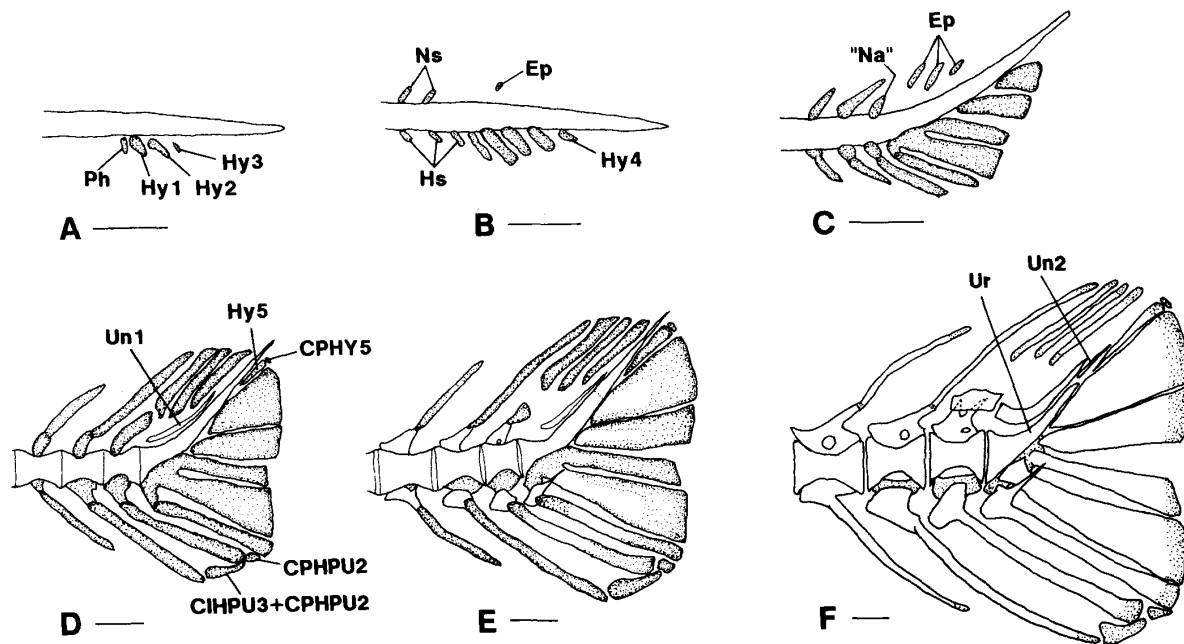 Ph
Hy1
Hy2
Hy3
A
Ns
Ep
Hs
Hy4
B
"Na"
Ep
C
Un1
Hy5
CPHY5
CPHPU2
CIHPU3+CPHPU2
D
E
Ur
Un2
F